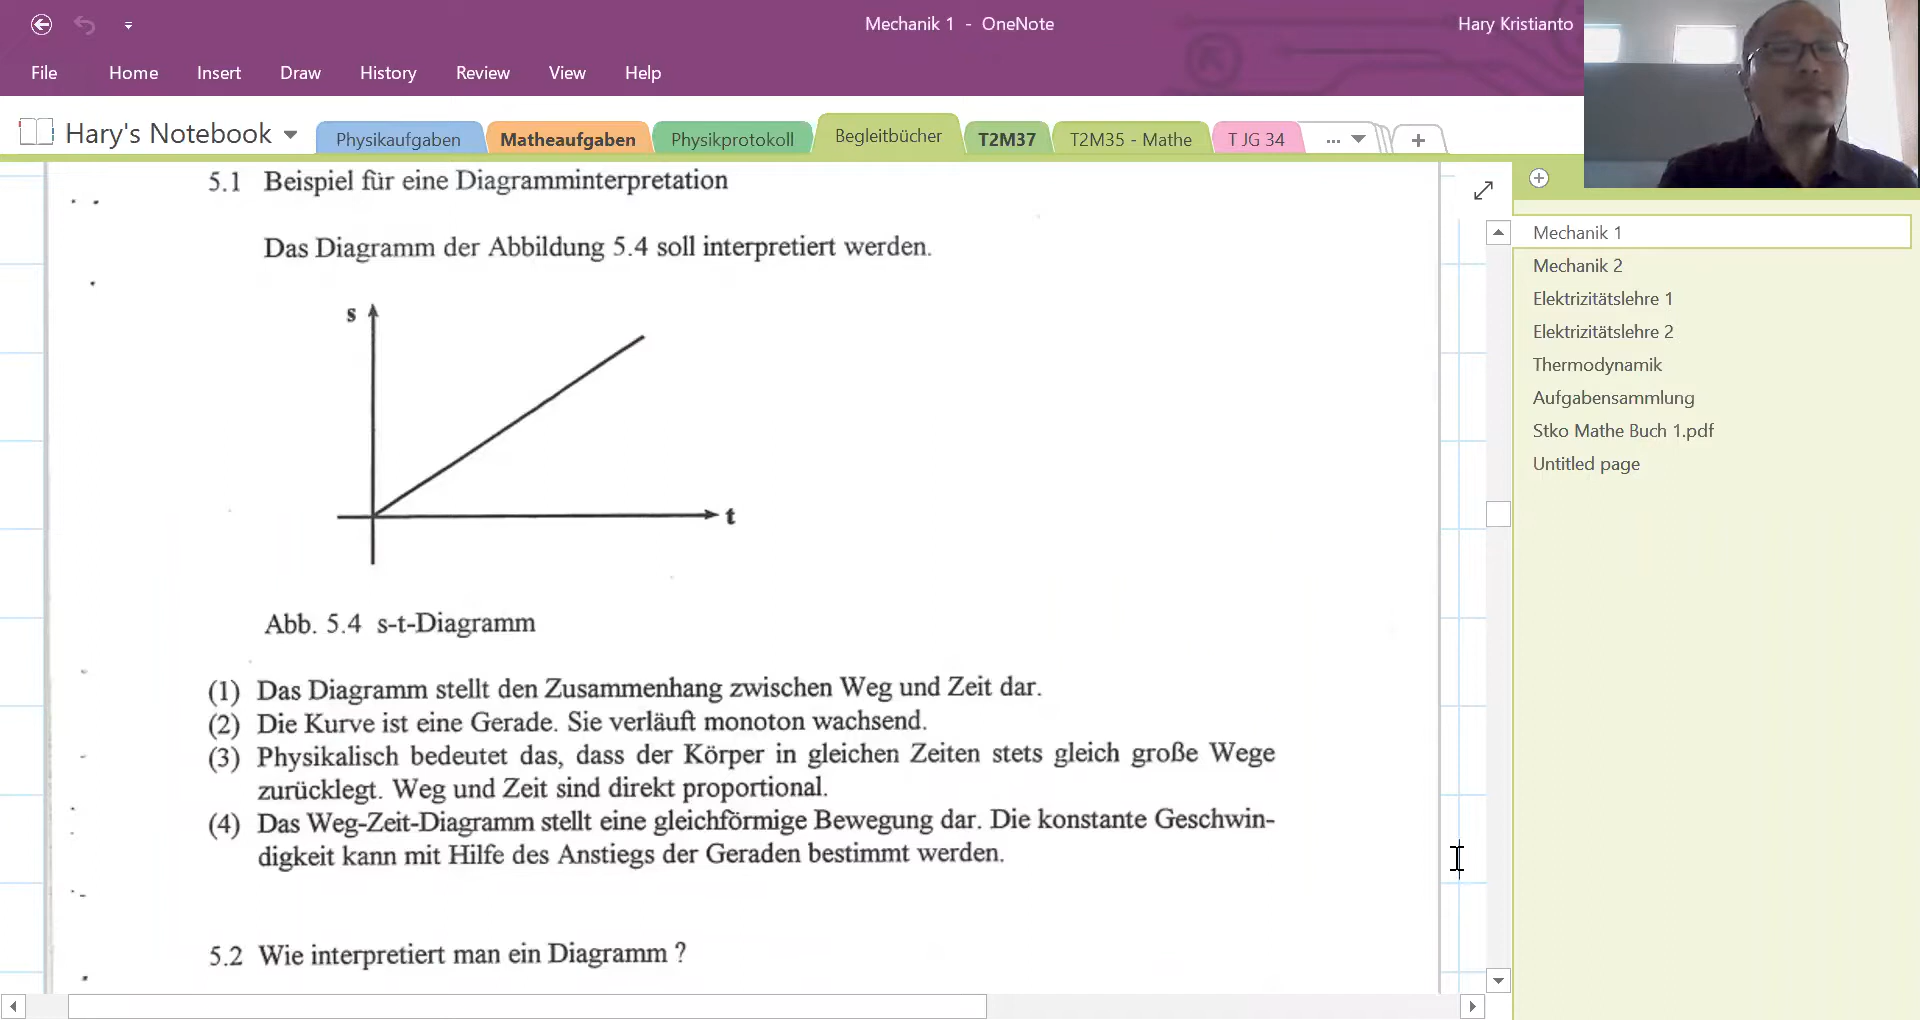 Mechanik 1 - OneNote
Hary Kristianto
File Home Insert Draw History Review View Help
Hary's Notebook
Physikaufgaben Matheaufgaben Physikprotokoll Begleitbücher T2M37 T2M35 - Mathe T JG 34 ...
5.1 Beispiel für eine Diagramminterpretation
Das Diagramm der Abbildung 5.4 soll interpretiert werden.
s
t
Abb. 5.4 s-t-Diagramm
(1) Das Diagramm stellt den Zusammenhang zwischen Weg und Zeit dar.
(2) Die Kurve ist eine Gerade. Sie verläuft monoton wachsend.
(3) Physikalisch bedeutet das, dass der Körper in gleichen Zeiten stets gleich große Wege
zurücklegt. Weg und Zeit sind direkt proportional.
(4) Das Weg-Zeit-Diagramm stellt eine gleichförmige Bewegung dar. Die konstante Geschwin-
digkeit kann mit Hilfe des Anstiegs der Geraden bestimmt werden.
5.2 Wie interpretiert man ein Diagramm ?
Mechanik 1
Mechanik 2
Elektrizitätslehre 1
Elektrizitätslehre 2
Thermodynamik
Aufgabensammlung
Stko Mathe Buch 1.pdf
Untitled page